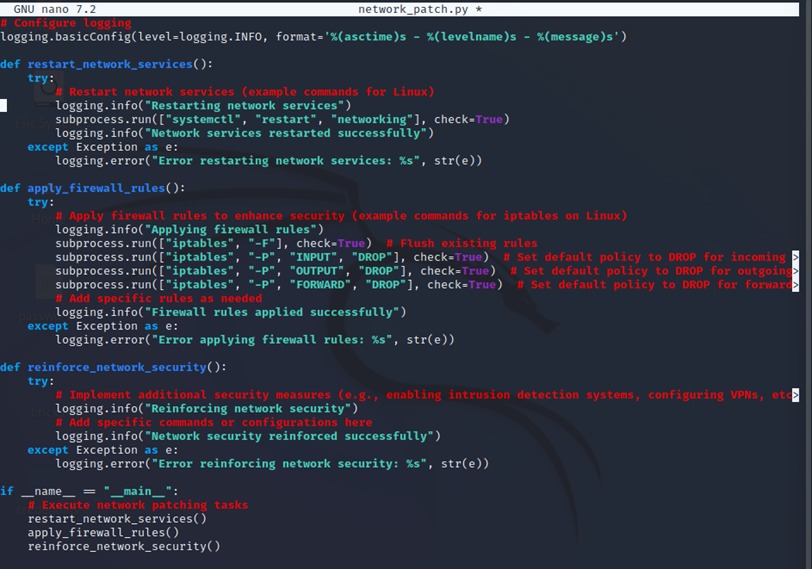 GNU nano 7.2 network_patch.py *
# Configure logging
logging.basicConfig(level=logging.INFO, format='%(asctime)s - %(levelname)s - %(message)s')
def restart_network_services():
try:
# Restart network services (example commands for Linux)
logging.info("Restarting network services")
subprocess.run(["systemctl", "restart", "networking"], check=True)
logging.info("Network services restarted successfully")
except Exception as e:
logging.error("Error restarting network services: %s", str(e))
def apply_firewall_rules():
try:
# Apply firewall rules to enhance security (example commands for iptables on Linux)
logging.info("Applying firewall rules")
subprocess.run(["iptables", "-F"], check=True)  # Flush existing rules
subprocess.run(["iptables", "-P", "INPUT", "DROP"], check=True)  # Set default policy to DROP for incoming >
subprocess.run(["iptables", "-P", "OUTPUT", "DROP"], check=True)  # Set default policy to DROP for outgoing>
subprocess.run(["iptables", "-P", "FORWARD", "DROP"], check=True)  # Set default policy to DROP for forward>
# Add specific rules as needed
logging.info("Firewall rules applied successfully")
except Exception as e:
logging.error("Error applying firewall rules: %s", str(e))
def reinforce_network_security():
try:
# Implement additional security measures (e.g., enabling intrusion detection systems, configuring VPNs, etc>
logging.info("Reinforcing network security")
# Add specific commands or configurations here
logging.info("Network security reinforced successfully")
except Exception as e:
logging.error("Error reinforcing network security: %s", str(e))
if __name__ == "__main__":
# Execute network patching tasks
restart_network_services()
apply_firewall_rules()
reinforce_network_security()